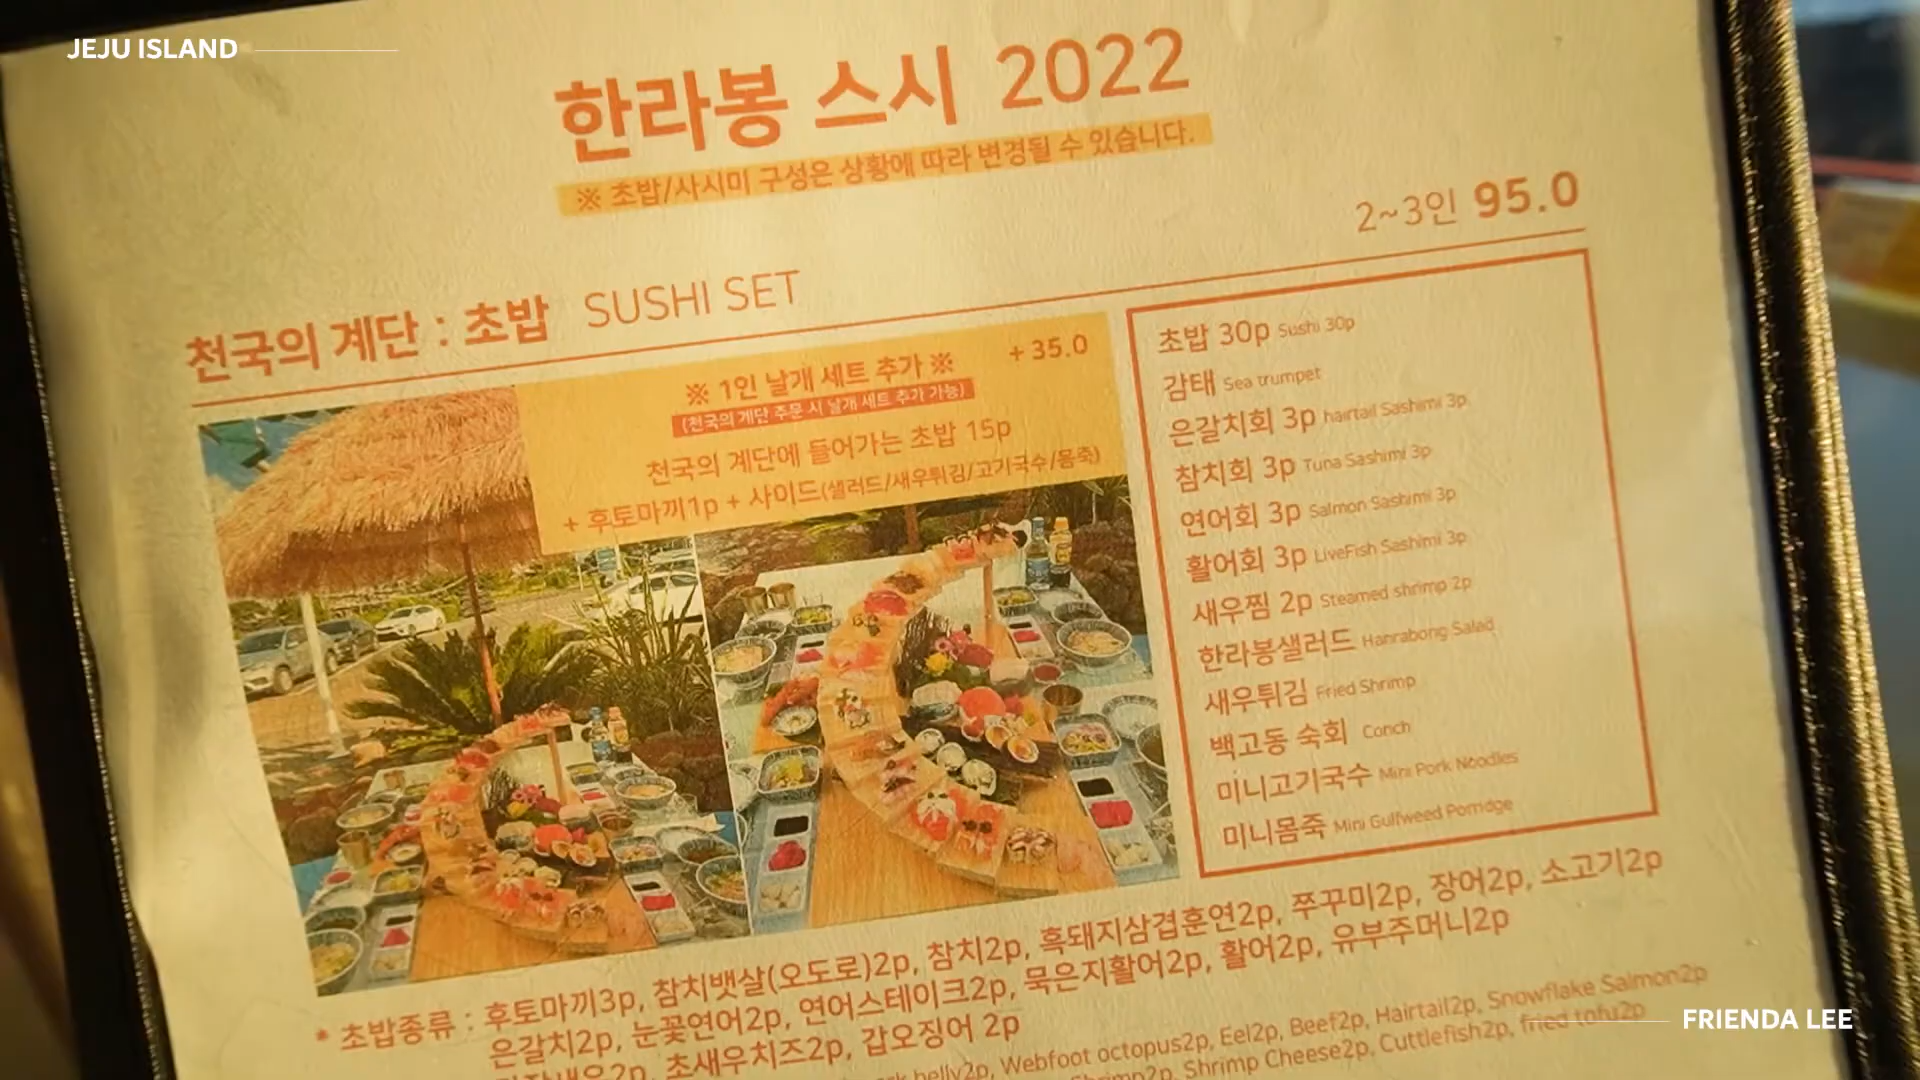 JEJU ISLAND
한라봉 스시 2022
※ 초밥/사시미 구성은 상황에 따라 변경될 수 있습니다.
2~3인 95.0
천국의 계단 : 초밥 SUSHI SET
※ 1인 날개 세트 추가 ※ + 35.0
(천국의 계단 주문 시 날개 세트 추가 가능)
천국의 계단에 들어가는 초밥 15p
+ 후토마끼1p + 사이드(샐러드/새우튀김/고기국수/몸죽)
초밥 30p Sushi 30p
감태 Sea trumpet
은갈치회 3p hairtail Sashimi 3p
참치회 3p Tuna Sashimi 3p
연어회 3p Salmon Sashimi 3p
활어회 3p LiveFish Sashimi 3p
새우찜 2p Steamed shrimp 2p
한라봉샐러드 Hanrabong Salad
새우튀김 Fried Shrimp
백고동 숙회 Conch
미니고기국수 Mini Pork Noodles
미니몸죽 Mini Gulfweed Porridge
* 초밥종류 : 후토마끼3p, 참치뱃살(오도로)2p, 참치2p, 흑돼지삼겹훈연2p, 쭈꾸미2p, 장어2p, 소고기2p
은갈치2p, 눈꽃연어2p, 연어스테이크2p, 묵은지활어2p, 활어2p, 유부주머니2p
초새우치즈2p, 갑오징어 2p
belly2p, Webfoot octopus2p, Eel2p, Beef2p, Hairtail2p, Snowflake Salmon2p
Shrimp Cheese2p, Cuttlefish2p, fried tofu2p
FRIENDA LEE